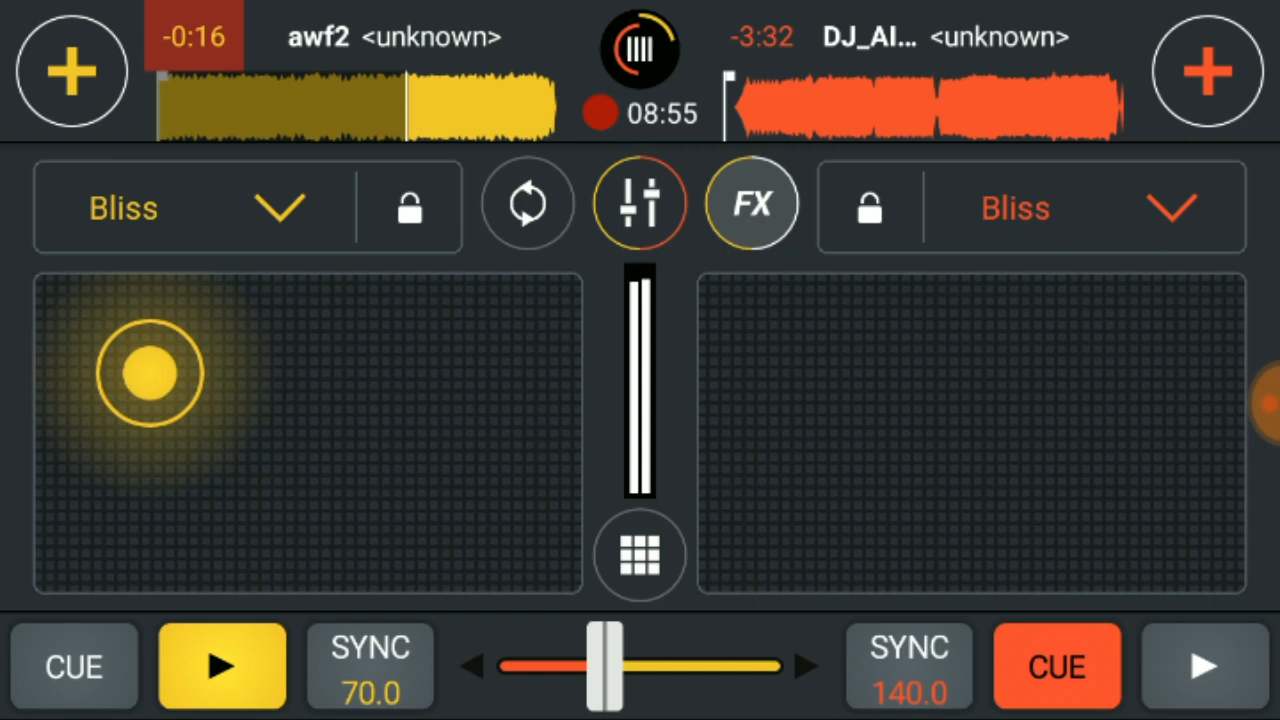 -0:16 awf2 <unknown>
-3:32 DJ_AI... <unknown>
08:55
Bliss
FX
Bliss
CUE
SYNC
70.0
SYNC
140.0
CUE